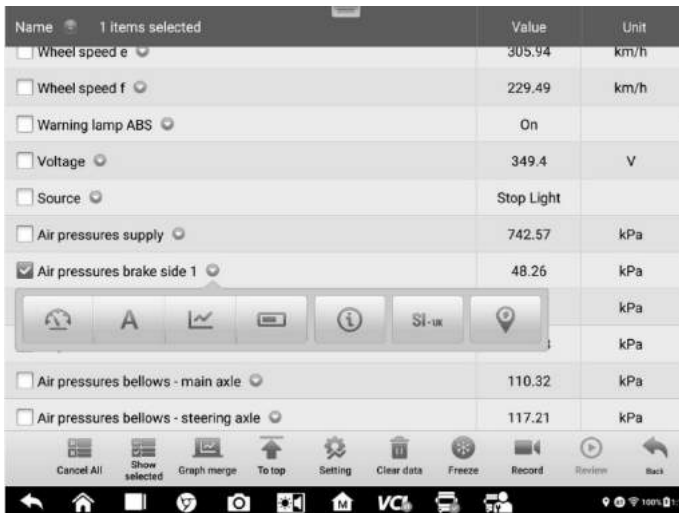 Name 1 items selected Value Unit
Wheel speed e 305.94 km/h
Wheel speed f 229.49 km/h
Warning lamp ABS On
Voltage 349.4 V
Source Stop Light
Air pressures supply 742.57 kPa
Air pressures brake side 1 48.26 kPa
A SI-UK kPa
kPa
Air pressures bellows - main axle 110.32 kPa
Air pressures bellows - steering axle 117.21 kPa
Cancel All Show selected Graph merge To top Setting Clear data Freeze Record Review Back
M VCI 100%